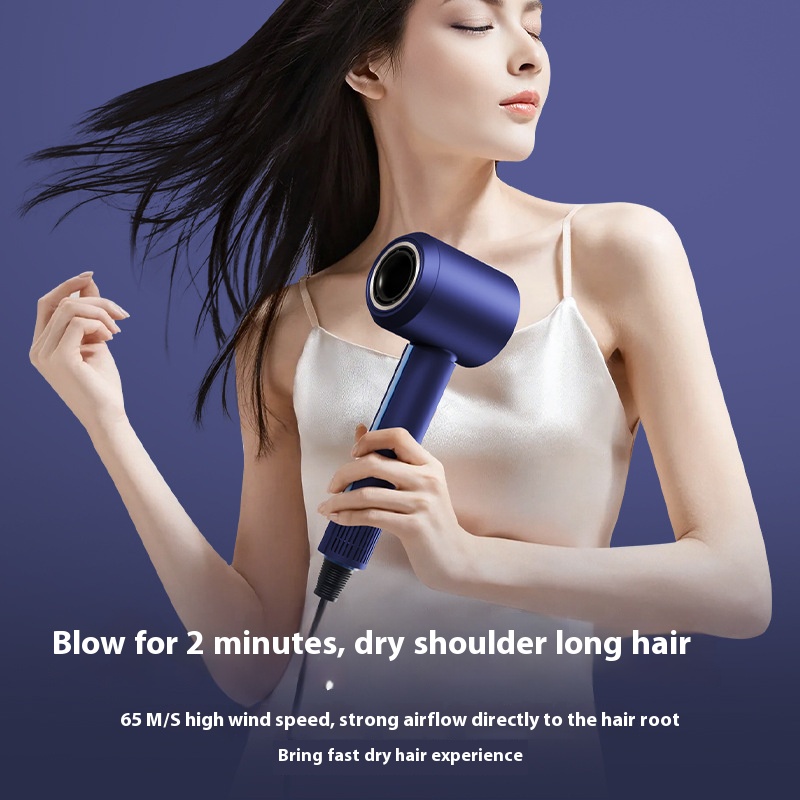 Blow for 2 minutes, dry shoulder long hair
65 M/S high wind speed, strong airflow directly to the hair root
Bring fast dry hair experience